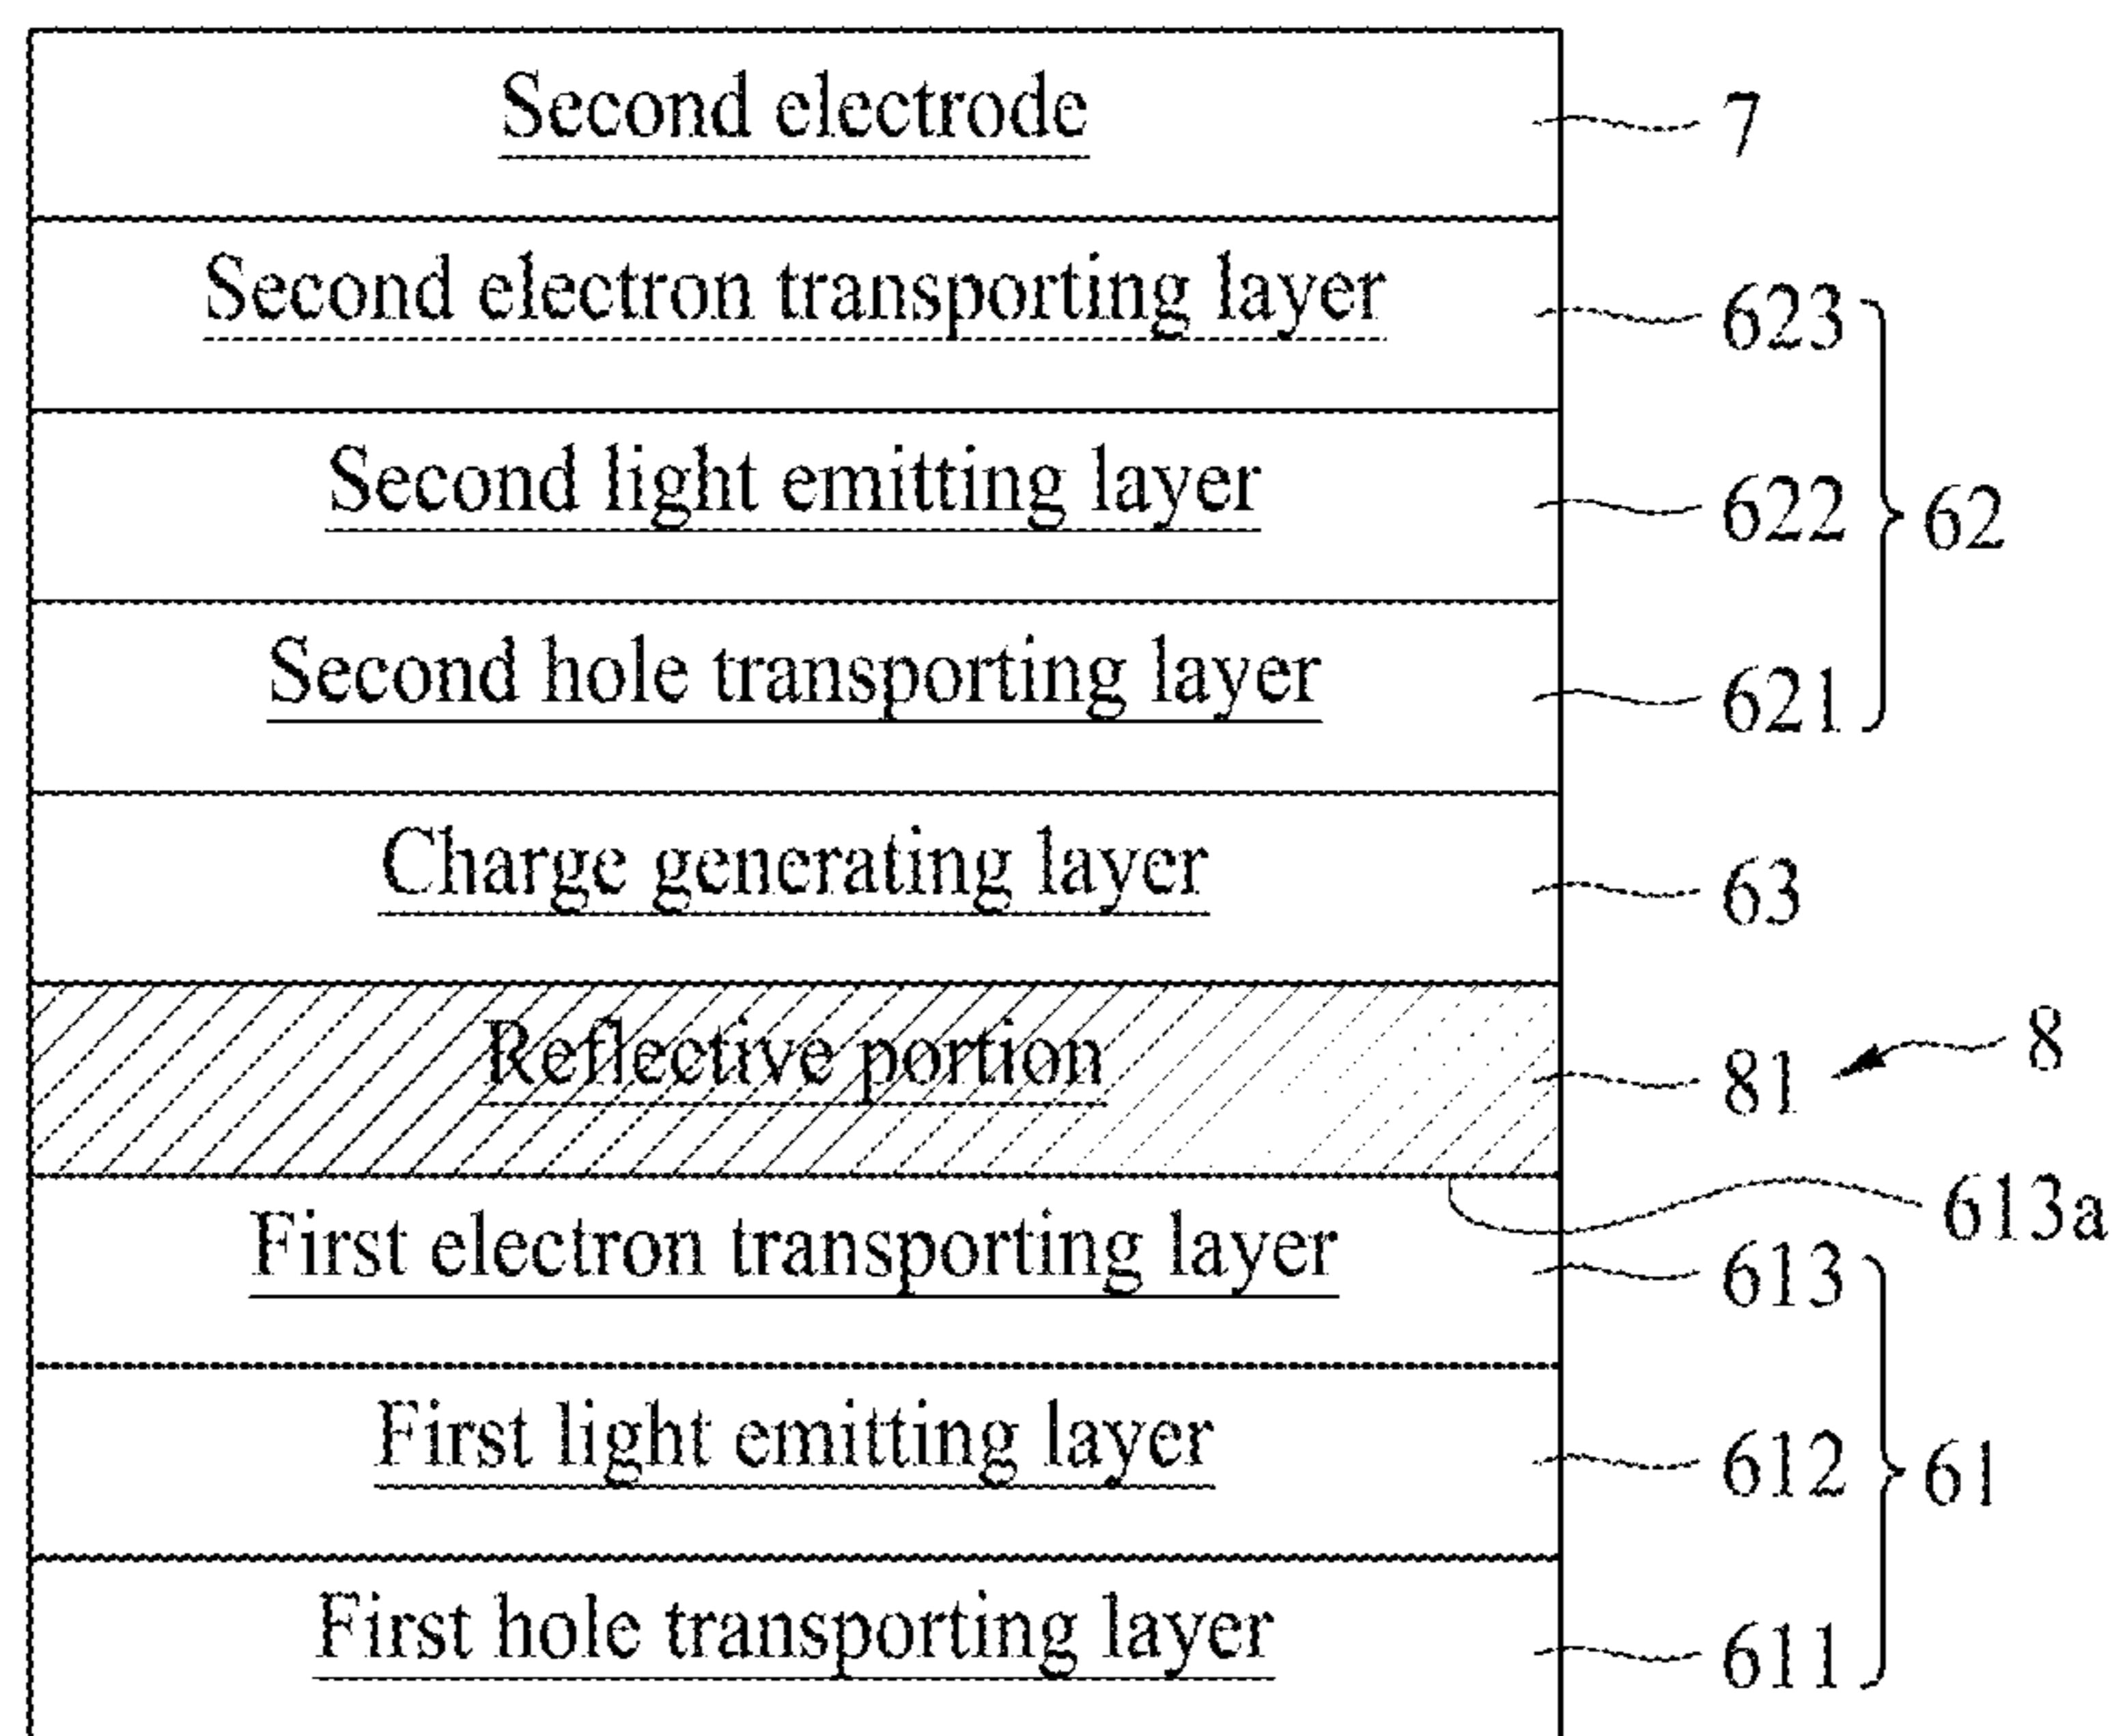 Second electrode 7
Second electron transporting layer 623
Second light emitting layer 622 62
Second hole transporting layer 621
Charge generating layer 63
Reflective portion 81 8
613a
First electron transporting layer 613
First light emitting layer 612 61
First hole transporting layer 611